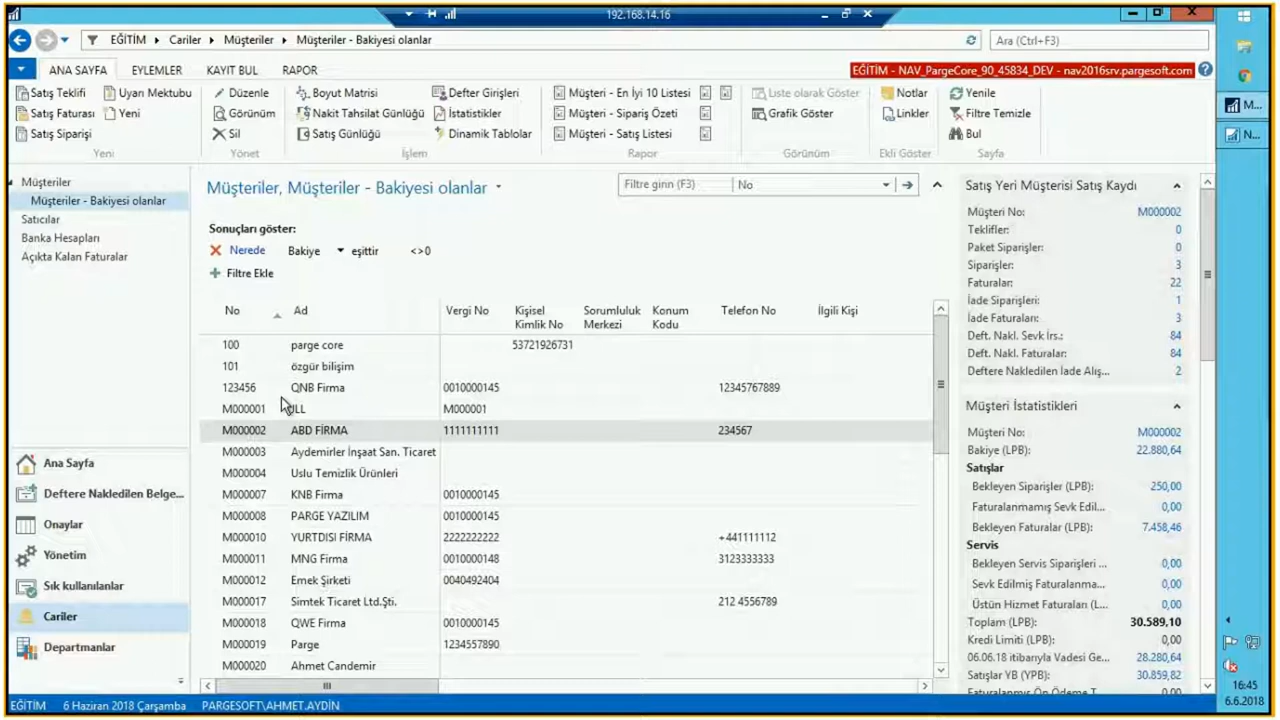 192.168.14.16
EĞİTİM ▸ Cariler ▸ Müşteriler ▸ Müşteriler - Bakiyesi olanlar
Ara (Ctrl+F3)
ANA SAYFA EYLEMLER KAYIT BUL RAPOR
EĞİTİM - NAV_PargeCore_90_45834_DEV - nav2016srv.pargesoft.com
Satış Teklifi Uyarı Mektubu
Satış Faturası Yeni
Satış Siparişi
Yeni
Düzenle
Görünüm
Sil
Yönet
Boyut Matrisi Defter Girişleri
Nakit Tahsilat Günlüğü İstatistikler
Satış Günlüğü Dinamik Tablolar
İşlem
Müşteri - En İyi 10 Listesi
Müşteri - Sipariş Özeti
Müşteri - Satış Listesi
Rapor
Liste olarak Göster
Grafik Göster
Görünüm
Notlar
Linkler
Ekli Göster
Yenile
Filtre Temizle
Bul
Sayfa
Müşteriler
Müşteriler - Bakiyesi olanlar
Satıcılar
Banka Hesapları
Açıkta Kalan Faturalar
Ana Sayfa
Deftere Nakledilen Belge...
Onaylar
Yönetim
Sık kullanılanlar
Cariler
Departmanlar
Müşteriler, Müşteriler - Bakiyesi olanlar
Filtre girin (F3) No
Sonuçları göster:
Nerede Bakiye eşittir <>0
Filtre Ekle
No Ad Vergi No Kişisel Kimlik No Sorumluluk Merkezi Konum Kodu Telefon No İlgili Kişi
100 parge core 53721926731
101 özgür bilişim
123456 QNB Firma 0010000145 12345767889
M000001 M000001
M000002 ABD FİRMA 1111111111 234567
M000003 Aydemirler İnşaat San. Ticaret
M000004 Uslu Temizlik Ürünleri
M000007 KNB Firma 0010000145
M000008 PARGE YAZILIM 0010000145
M000010 YURTDISI FİRMA 2222222222 +441111112
M000011 MNG Firma 0010000148 3123333333
M000012 Emek Şirketi 0040492404
M000017 Simtek Ticaret Ltd.Şti. 212 4556789
M000018 QWE Firma 0010000145
M000019 Parge 1234557890
M000020 Ahmet Candemir
Satış Yeri Müşterisi Satış Kaydı
Müşteri No: M000002
Teklifler: 0
Paket Siparişler: 0
Siparişler: 3
Faturalar: 22
İade Siparişleri: 1
İade Faturaları: 3
Deft. Nakl. Sevk İrs.: 84
Deft. Nakl. Faturalar: 84
Deftere Nakledilen İade Alış... 2
Müşteri İstatistikleri
Müşteri No: M000002
Bakiye (LPB): 22.880,64
Satışlar
Bekleyen Siparişler (LPB): 250,00
Faturalanmamış Sevk Edil... 0,00
Bekleyen Faturalar (LPB): 7.458,46
Servis
Bekleyen Servis Siparişleri ... 0,00
Sevk Edilmiş Faturalanma... 0,00
Üstün Hizmet Faturaları (L... 0,00
Toplam (LPB): 30.589,10
Kredi Limiti (LPB): 0,00
06.06.18 itibarıyla Vadesi Ge... 28.280,64
Satışlar YB (YPB): 30.859,82
Faturalanmış Ön Ödeme T... 0,00
M...
N...
16:45
6.6.2018
EĞİTİM 6 Haziran 2018 Çarşamba PARGESOFT\AHMET.AYDİN